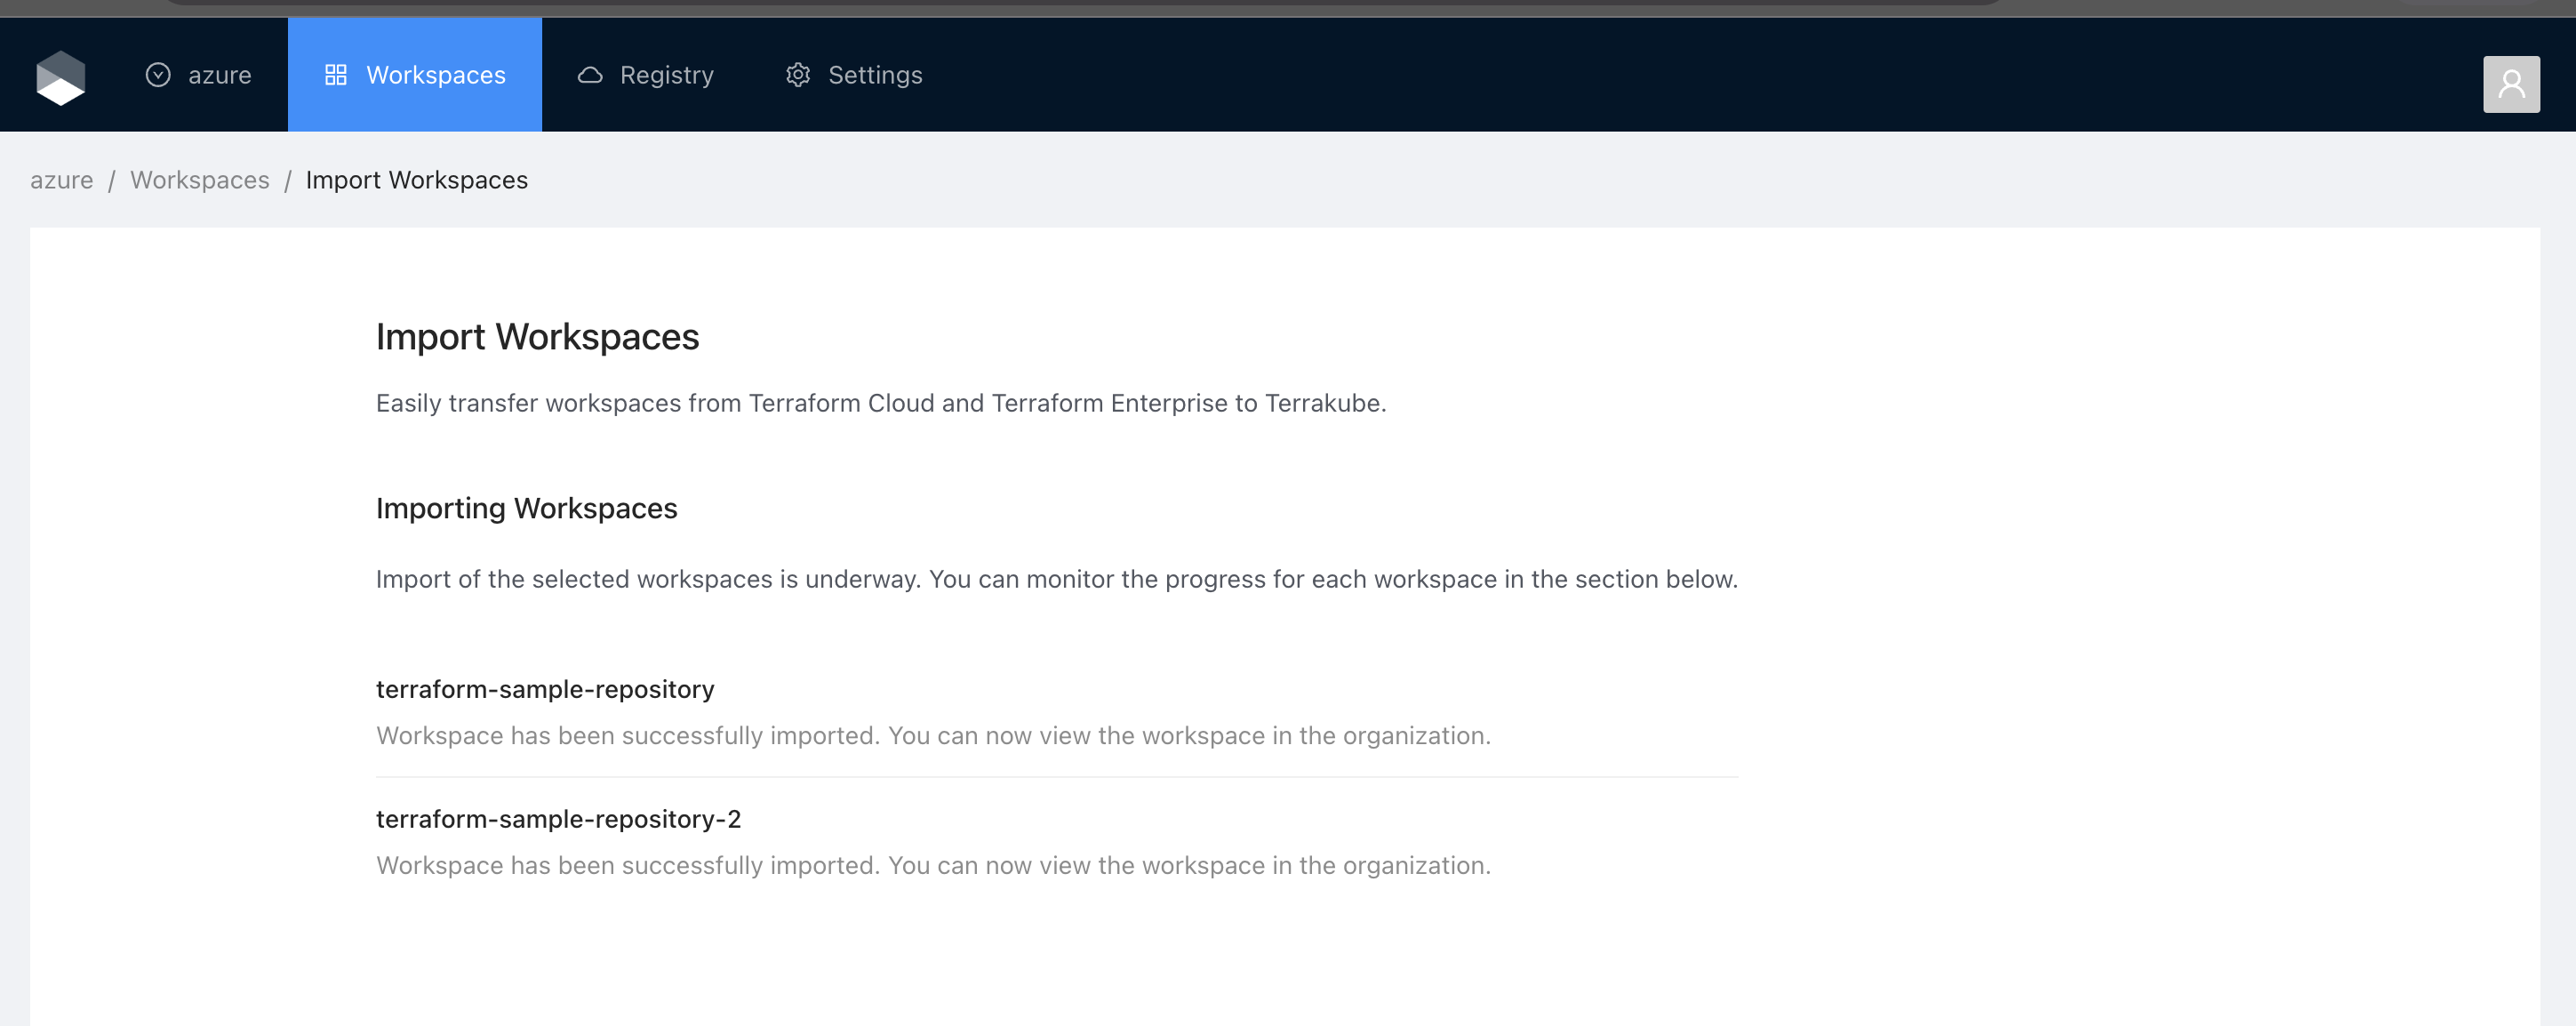 azure
Workspaces
Registry
Settings
azure / Workspaces / Import Workspaces
Import Workspaces
Easily transfer workspaces from Terraform Cloud and Terraform Enterprise to Terrakube.
Importing Workspaces
Import of the selected workspaces is underway. You can monitor the progress for each workspace in the section below.
terraform-sample-repository
Workspace has been successfully imported. You can now view the workspace in the organization.
terraform-sample-repository-2
Workspace has been successfully imported. You can now view the workspace in the organization.